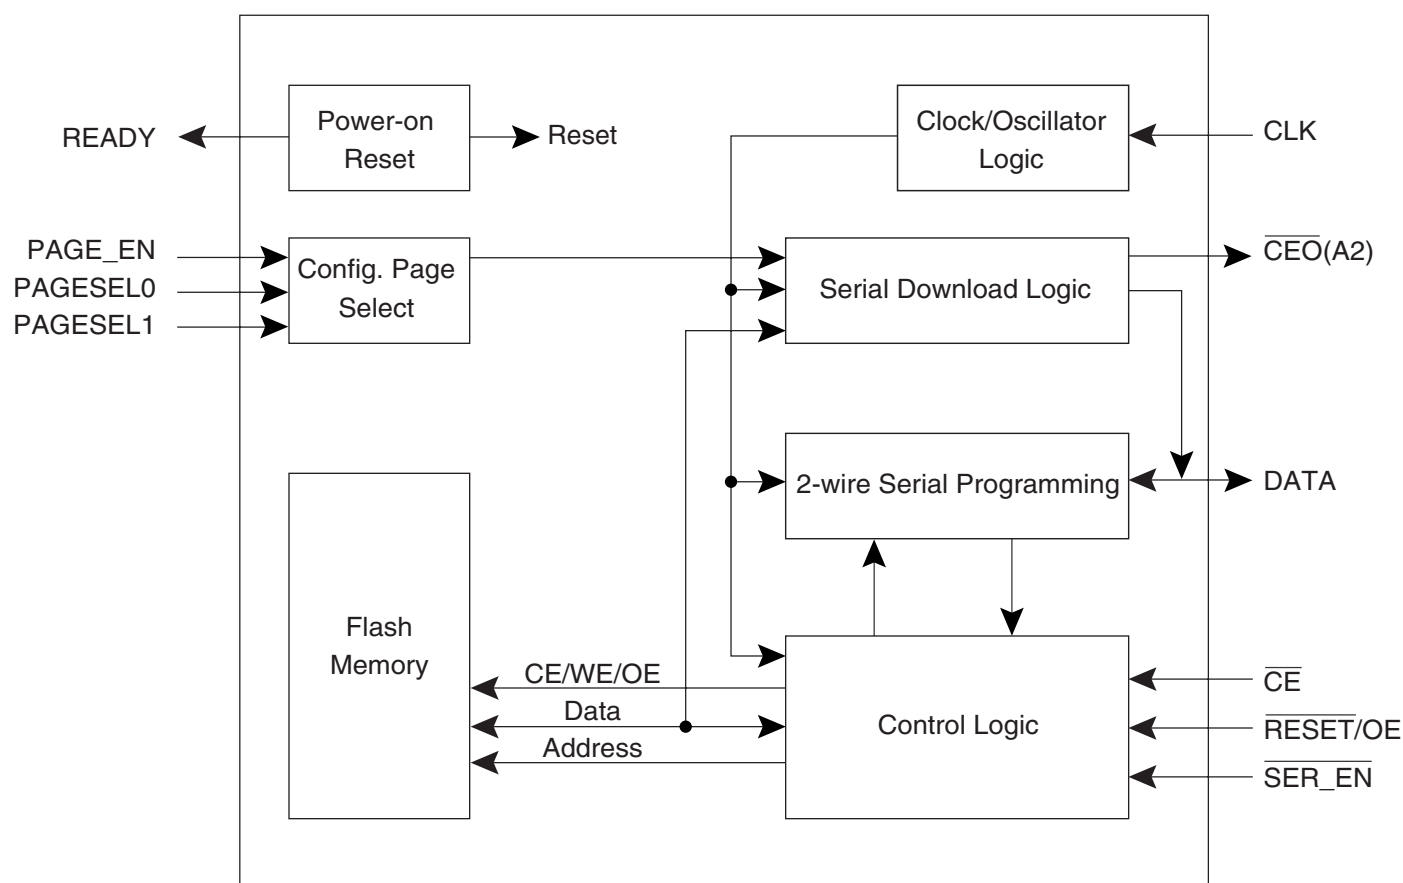 Power-on
Reset
READY
Reset
Clock/Oscillator
Logic
CLK
PAGE_EN
PAGESEL0
PAGESEL1
Config. Page
Select
Serial Download Logic
CEO(A2)
2-wire Serial Programming
DATA
Flash
Memory
CE/WE/OE
Data
Address
Control Logic
CE
RESET/OE
SER_EN